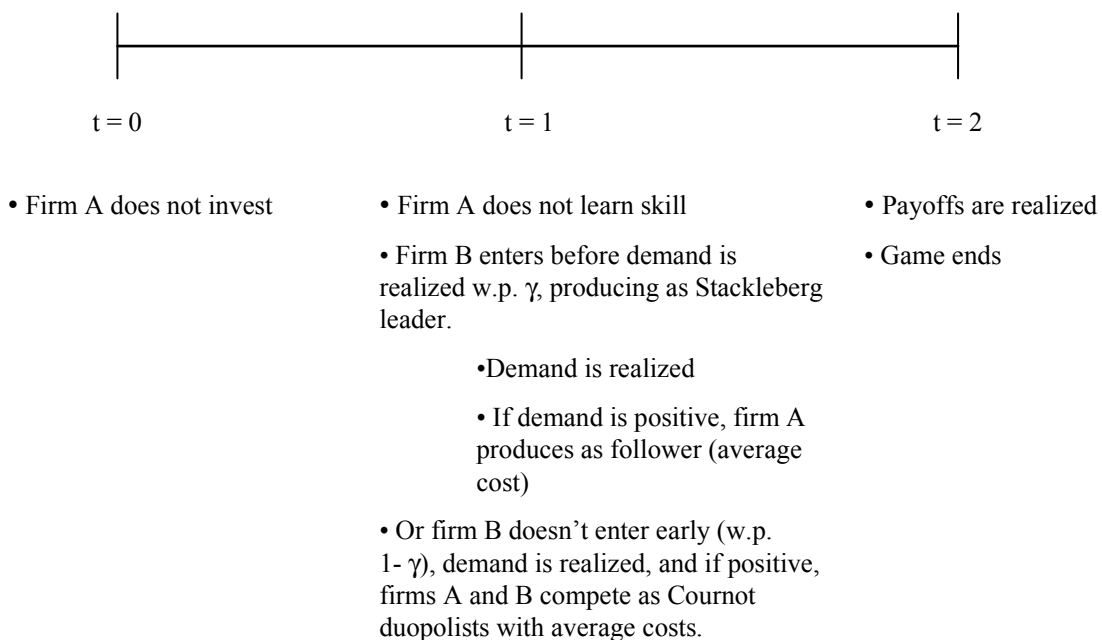 t = 0
t = 1
t = 2
• Firm A does not invest
• Firm A does not learn skill
• Firm B enters before demand is
realized w.p. γ, producing as Stackleberg
leader.
•Demand is realized
• If demand is positive, firm A
produces as follower (average
cost)
• Or firm B doesn’t enter early (w.p.
1- γ), demand is realized, and if positive,
firms A and B compete as Cournot
duopolists with average costs.
• Payoffs are realized
• Game ends